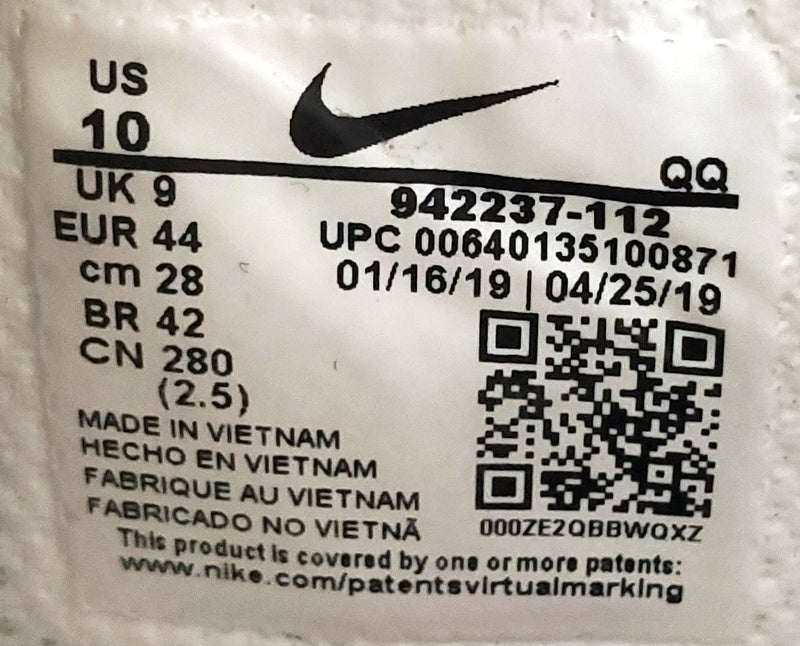 US
10
QQ
UK 9
942237-112
EUR 44
UPC 00640135100871
cm 28
01/16/19 | 04/25/19
BR 42
CN 280
(2.5)
MADE IN VIETNAM
HECHO EN VIETNAM
FABRIQUE AU VIETNAM
FABRICADO NO VIETNÃ
000ZE2QBBWQXZ
This product is covered by one or more patents:
www.nike.com/patentsvirtualmarking